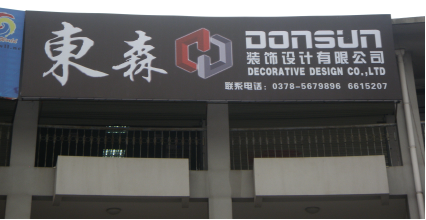 東森
DONSUN
装饰设计有限公司
DECORATIVE DESIGN CO.,LTD
联系电话：0378-5679896 6615207